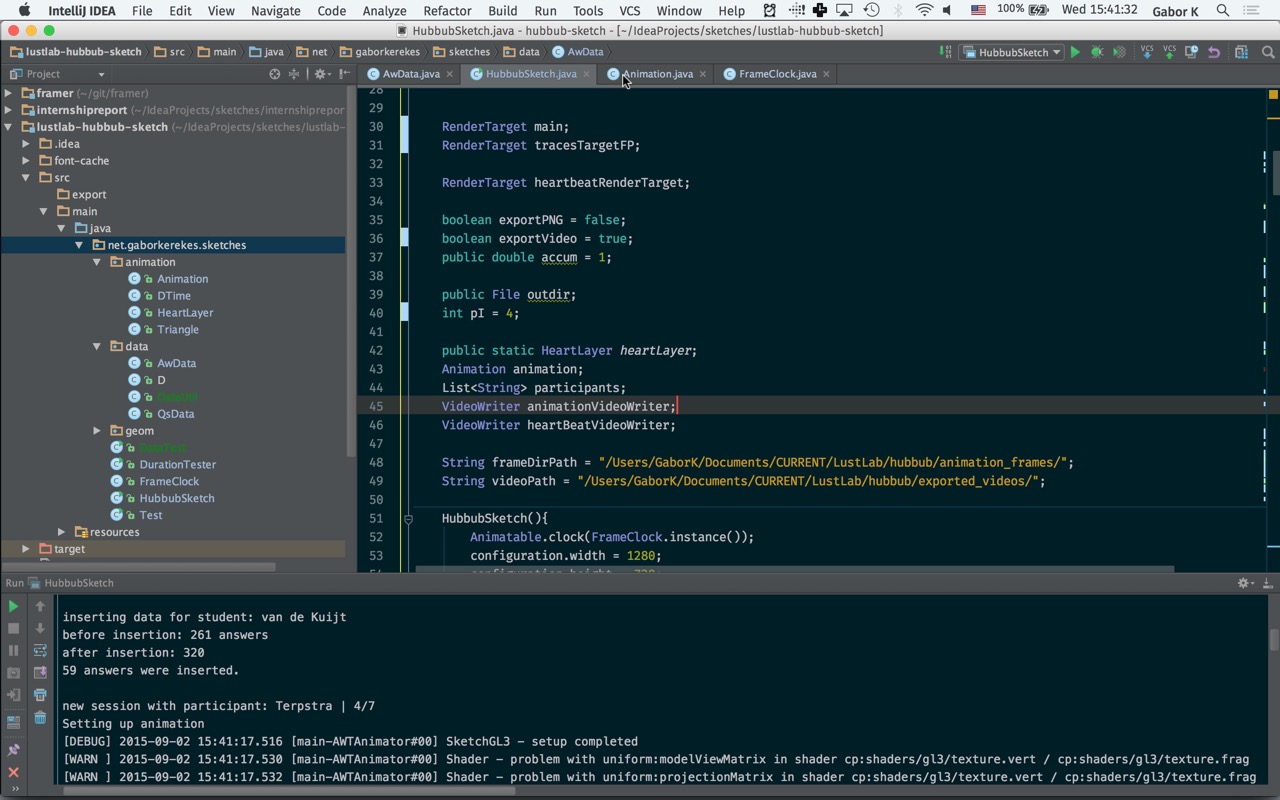 IntelliJ IDEA File Edit View Navigate Code Analyze Refactor Build Run Tools VCS Window Help 100% Wed 15:41:32 Gabor K
HubbubSketch.java - hubbub-sketch - [~/IdeaProjects/sketches/lustlab-hubbub-sketch]
lustlab-hubbub-sketch src main java net gaborkerekes sketches data AwData HubbubSketch VCS VCS
Project AwData.java HubbubSketch.java Animation.java FrameClock.java
framer (~/git/framer)
internshipreport (~/IdeaProjects/sketches/internshiprepor
lustlab-hubbub-sketch (~/IdeaProjects/sketches/lustlab-
.idea
font-cache
src
export
main
java
net.gaborkerekes.sketches
animation
Animation
DTime
HeartLayer
Triangle
data
AwData
D
QsData
geom
DurationTester
FrameClock
HubbubSketch
Test
resources
target
28
29
30 RenderTarget main;
31 RenderTarget tracesTargetFP;
32
33 RenderTarget heartbeatRenderTarget;
34
35 boolean exportPNG = false;
36 boolean exportVideo = true;
37 public double accum = 1;
38
39 public File outdir;
40 int pI = 4;
41
42 public static HeartLayer heartLayer;
43 Animation animation;
44 List<String> participants;
45 VideoWriter animationVideoWriter;
46 VideoWriter heartBeatVideoWriter;
47
48 String frameDirPath = "/Users/GaborK/Documents/CURRENT/LustLab/hubbub/animation_frames/";
49 String videoPath = "/Users/GaborK/Documents/CURRENT/LustLab/hubbub/exported_videos/";
50
51 HubbubSketch(){
52 Animatable.clock(FrameClock.instance());
53 configuration.width = 1280;
Run HubbubSketch
inserting data for student: van de Kuijt
before insertion: 261 answers
after insertion: 320
59 answers were inserted.
new session with participant: Terpstra | 4/7
Setting up animation
[DEBUG] 2015-09-02 15:41:17.516 [main-AWTAnimator#00] SketchGL3 - setup completed
[WARN ] 2015-09-02 15:41:17.530 [main-AWTAnimator#00] Shader - problem with uniform:modelViewMatrix in shader cp:shaders/gl3/texture.vert / cp:shaders/gl3/texture.frag
[WARN ] 2015-09-02 15:41:17.532 [main-AWTAnimator#00] Shader - problem with uniform:projectionMatrix in shader cp:shaders/gl3/texture.vert / cp:shaders/gl3/texture.frag